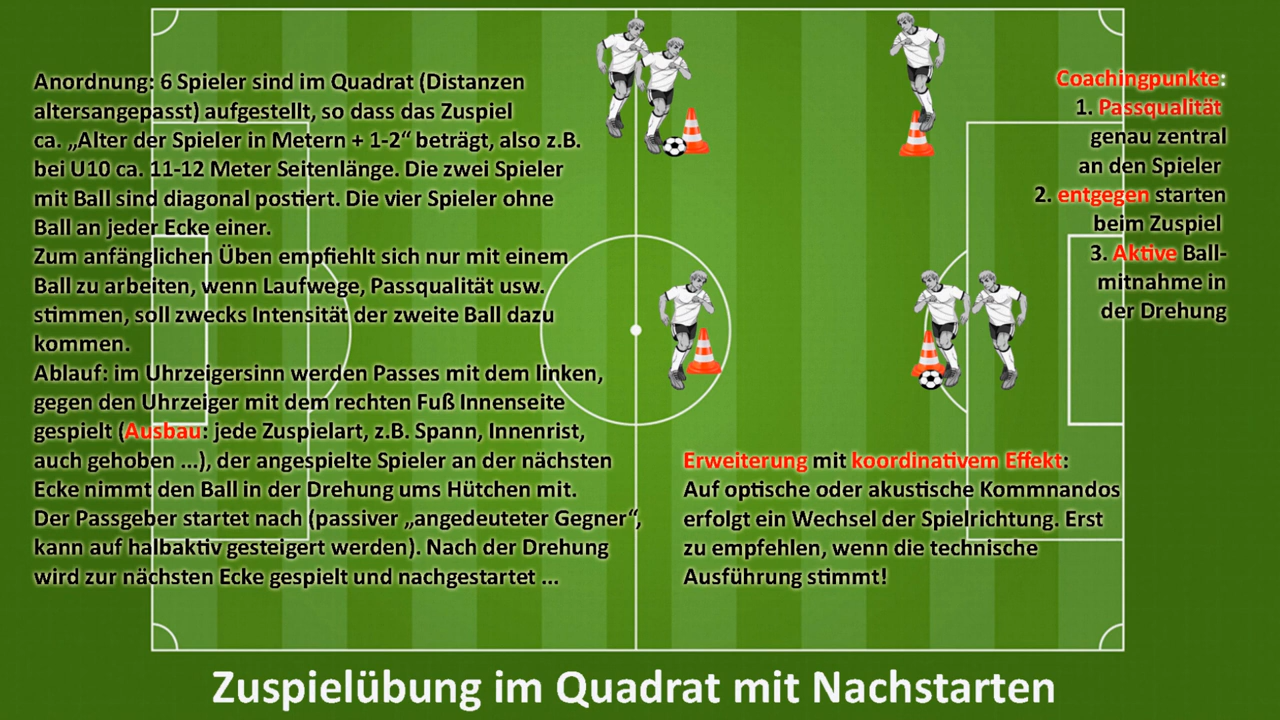 Anordnung: 6 Spieler sind im Quadrat (Distanzen
altersangepasst) aufgestellt, so dass das Zuspiel
ca. „Alter der Spieler in Metern + 1-2“ beträgt, also z.B.
bei U10 ca. 11-12 Meter Seitenlänge. Die zwei Spieler
mit Ball sind diagonal postiert. Die vier Spieler ohne
Ball an jeder Ecke einer.
Zum anfänglichen Üben empfiehlt sich nur mit einem
Ball zu arbeiten, wenn Laufwege, Passqualität usw.
stimmen, soll zwecks Intensität der zweite Ball dazu
kommen.
Ablauf: im Uhrzeigersinn werden Passes mit dem linken,
gegen den Uhrzeiger mit dem rechten Fuß Innenseite
gespielt (Ausbau: jede Zuspielart, z.B. Spann, Innenrist,
auch gehoben ...), der angespielte Spieler an der nächsten
Ecke nimmt den Ball in der Drehung ums Hütchen mit.
Der Passgeber startet nach (passiver „angedeuteter Gegner“,
kann auf halbaktiv gesteigert werden). Nach der Drehung
wird zur nächsten Ecke gespielt und nachgestartet ...
Coachingpunkte:
1. Passqualität
genau zentral
an den Spieler
2. entgegen starten
beim Zuspiel
3. Aktive Ball-
mitnahme in
der Drehung
Erweiterung mit koordinativem Effekt:
Auf optische oder akustische Kommnandos
erfolgt ein Wechsel der Spielrichtung. Erst
zu empfehlen, wenn die technische
Ausführung stimmt!
Zuspielübung im Quadrat mit Nachstarten